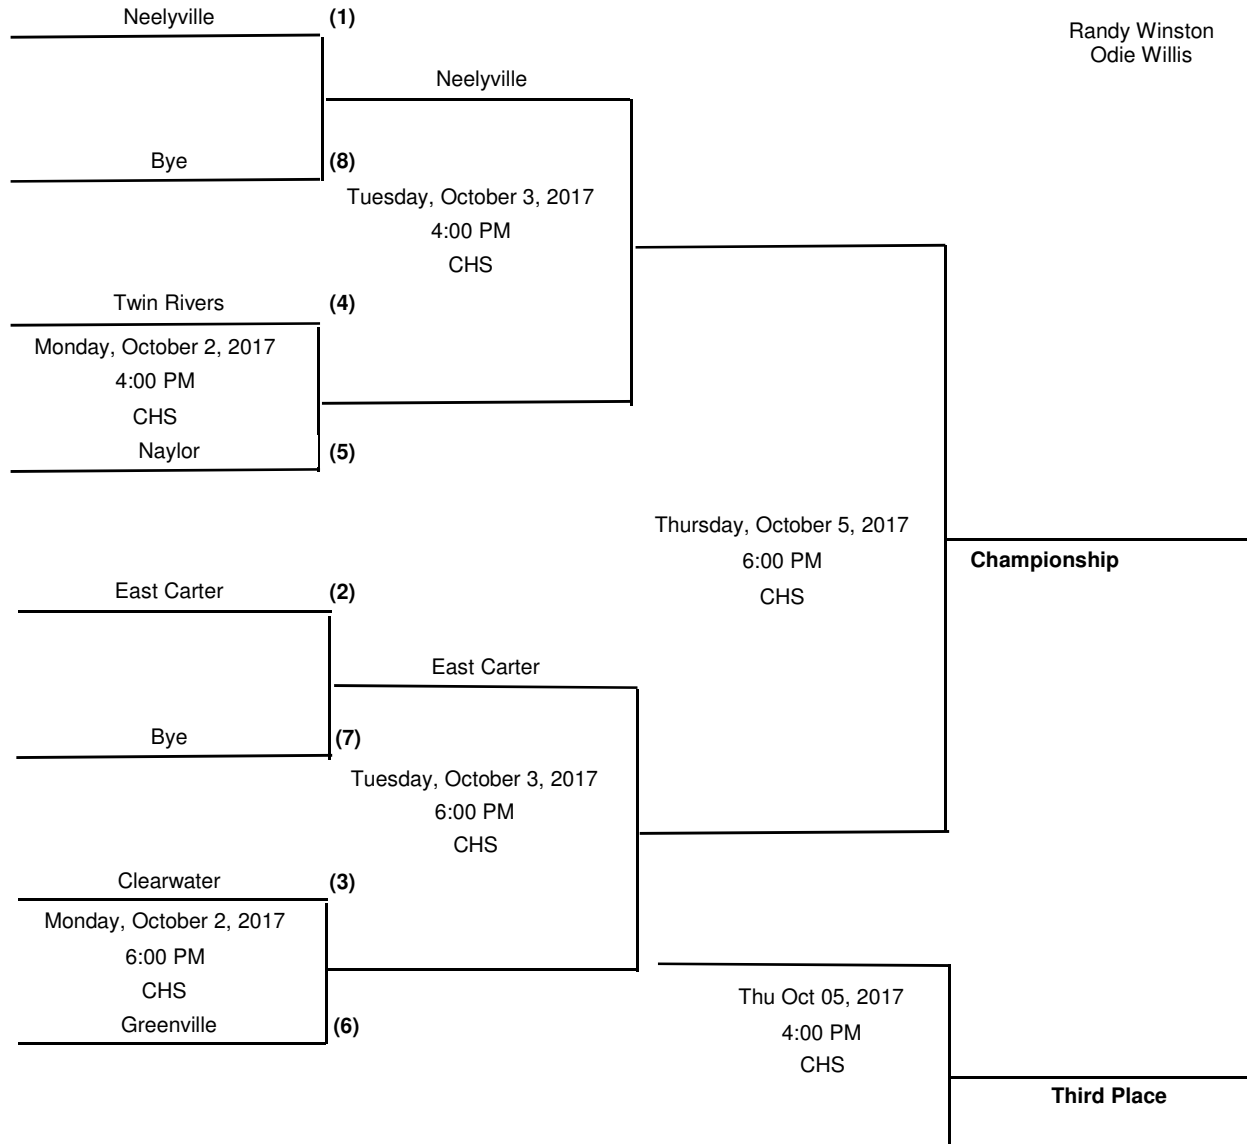 Neelyville (1)
Randy Winston
Odie Willis
Neelyville
Bye (8)
Tuesday, October 3, 2017
4:00 PM
CHS
Twin Rivers (4)
Monday, October 2, 2017
4:00 PM
CHS
Naylor (5)
Thursday, October 5, 2017
6:00 PM
CHS
Championship
East Carter (2)
East Carter
Bye (7)
Tuesday, October 3, 2017
6:00 PM
CHS
Clearwater (3)
Monday, October 2, 2017
6:00 PM
CHS
Greenville (6)
Thu Oct 05, 2017
4:00 PM
CHS
Third Place